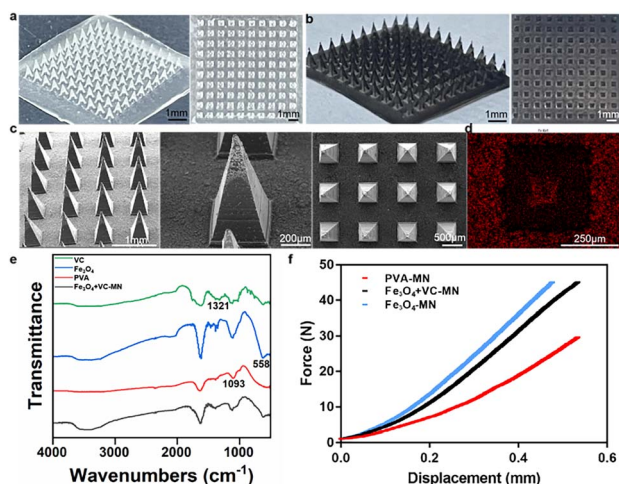 a
1mm
1mm
b
1mm
1mm
c
1mm
200μm
500μm
d
250μm
e
VC
Fe₃O₄
PVA
Fe₃O₄+VC-MN
1321
558
1093
Transmittance
4000 3000 2000 1000
Wavenumbers (cm⁻¹)
f
PVA-MN
Fe₃O₄+VC-MN
Fe₃O₄-MN
50
40
30
20
10
0
Force (N)
0.0 0.2 0.4 0.6
Displacement (mm)